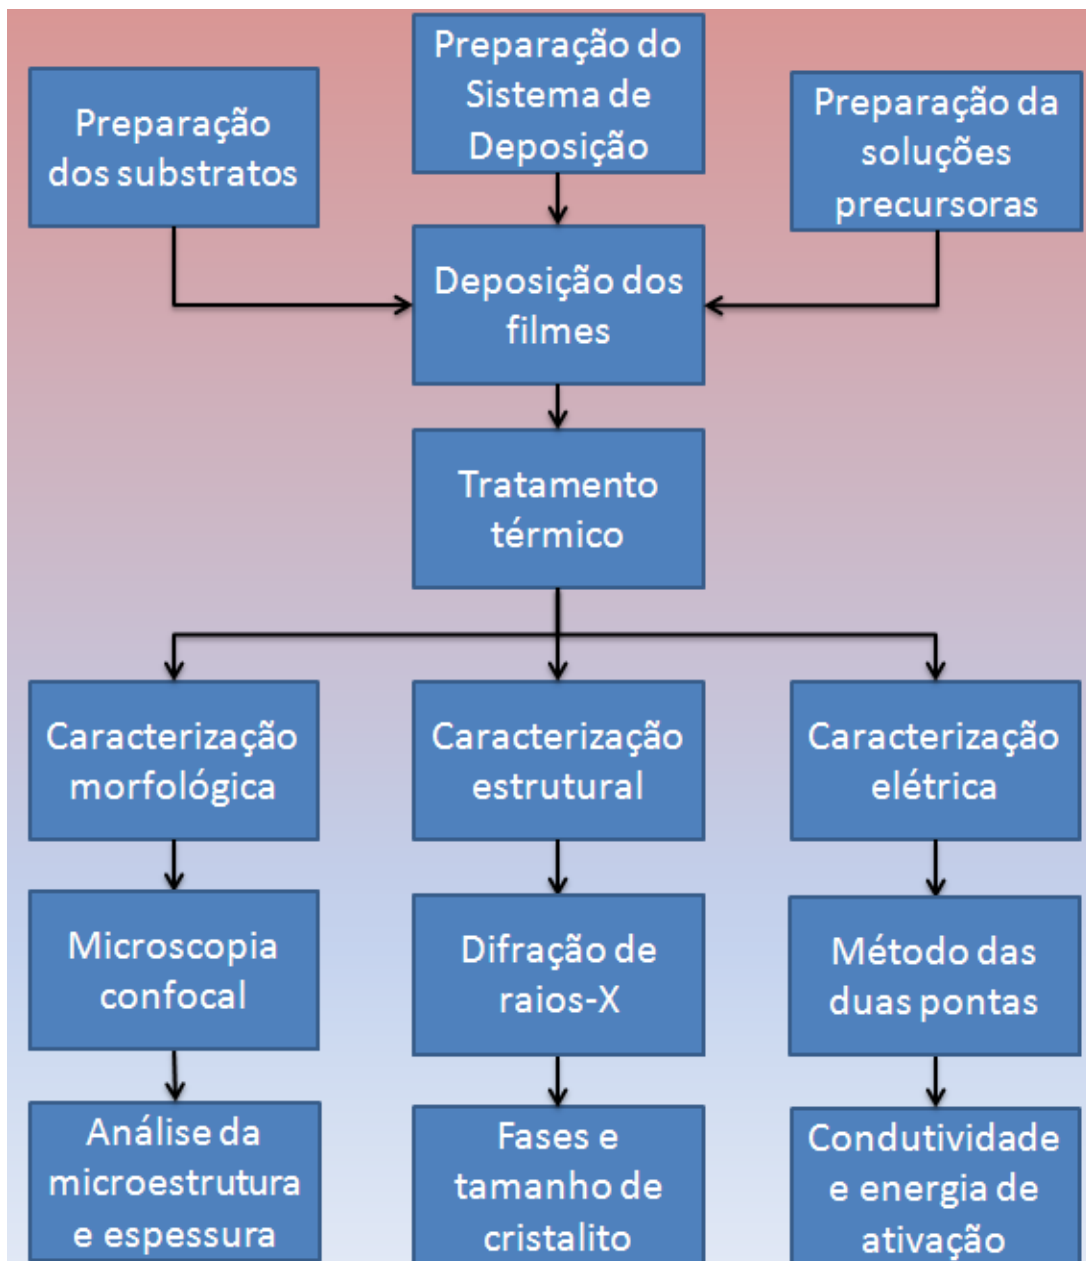 Preparação
dos substratos
Preparação do
Sistema de
Deposição
Preparação da
soluções
precursoras
Deposição dos
filmes
Tratamento
térmico
Caracterização
morfológica
Caracterização
estrutural
Caracterização
elétrica
Microscopia
confocal
Difração de
raios-X
Método das
duas pontas
Análise da
microestrutura
e espessura
Fases e
tamanho de
cristalito
Condutividade
e energia de
ativação